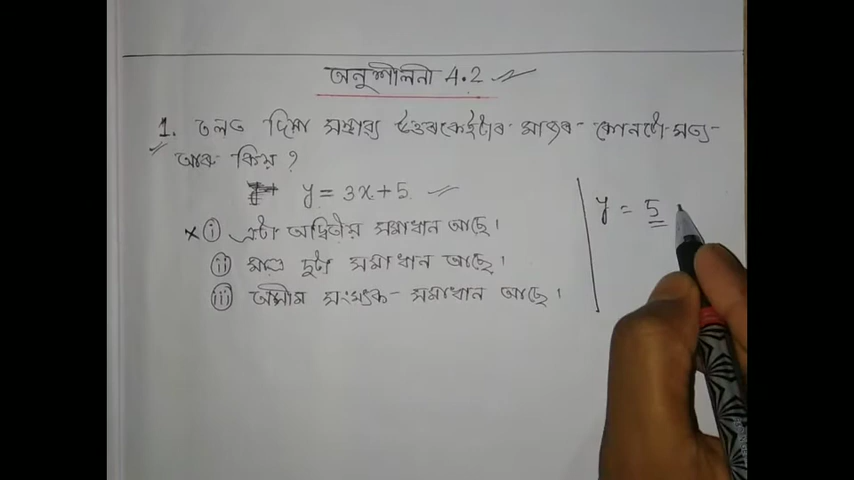 অনুশীলনী 4.2
1. তলত দিয়া সম্ভাব্য উত্তৰকেইটাৰ মাজৰ কোনটো সত্য
আৰু কিয় ?
y = 3x+5
x (i) এটা অদ্বিতীয় সমাধান আছে।
(ii) মাত্ৰ দুটা সমাধান আছে।
(iii) অসীম সংখ্যক সমাধান আছে।
y = 5